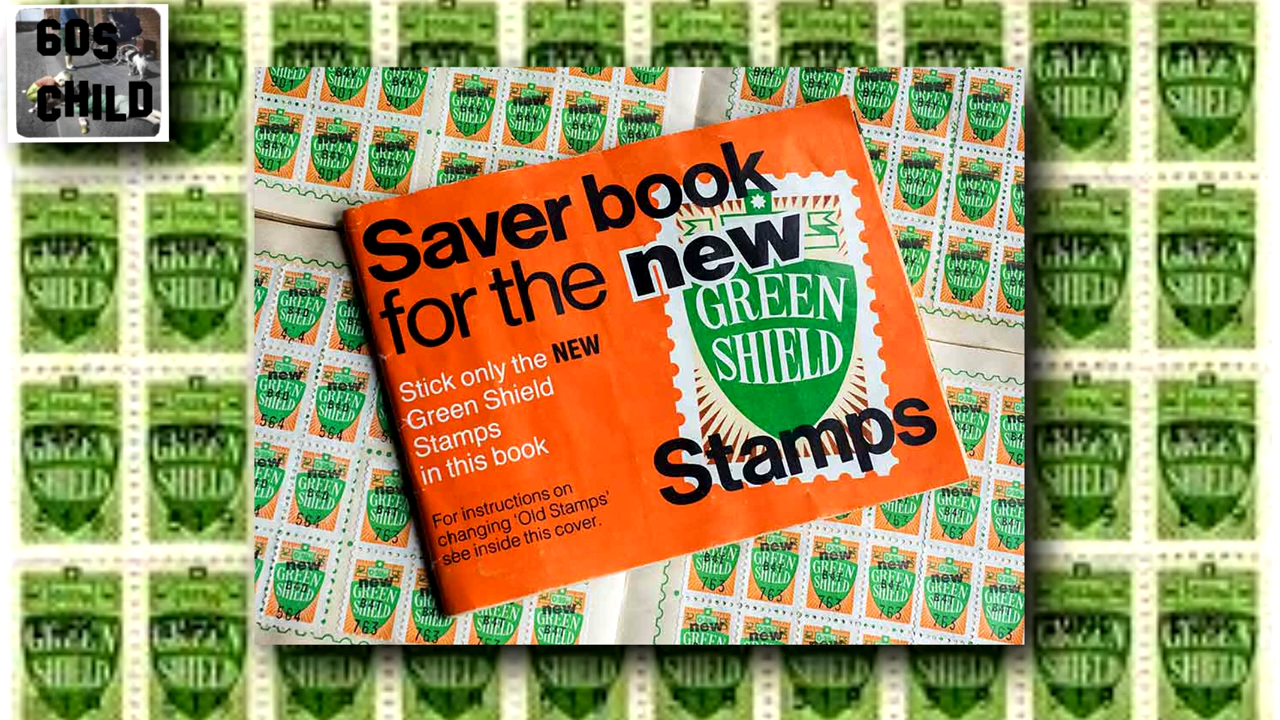 60s
CHILD
Saver book
for the new
GREEN
SHIELD
Stamps
Stick only the NEW
Green Shield
Stamps
in this book
For instructions on
changing 'Old Stamps'
see inside this cover.